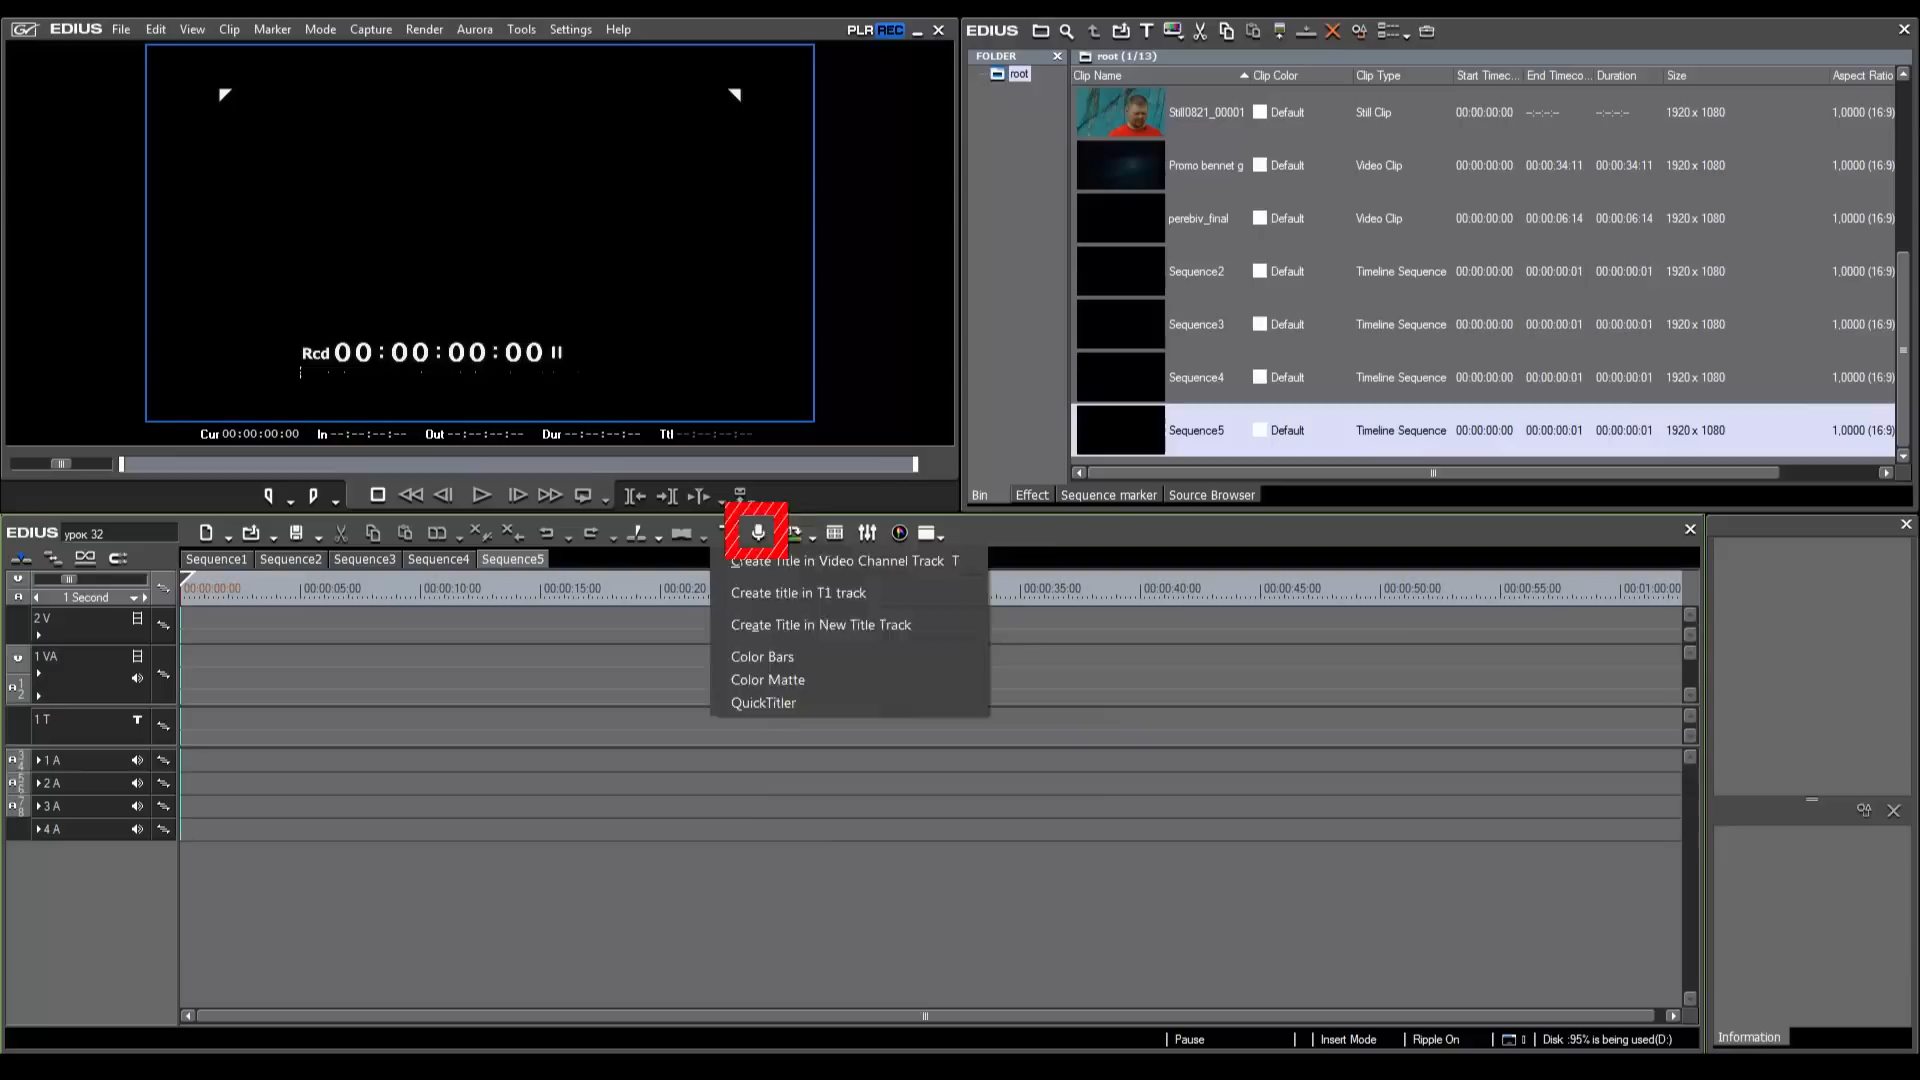 EDIUS File Edit View Clip Marker Mode Capture Render Aurora Tools Settings Help PLR REC
Rcd 00:00:00:00
Cur 00:00:00:00 In --:--:--:-- Out --:--:--:-- Dur --:--:--:-- Ttl --:--:--:--
EDIUS
FOLDER
root
root (1/13)
Clip Name Clip Color Clip Type Start Timec... End Timeco... Duration Size Aspect Ratio
Still0821_00001 Default Still Clip 00:00:00:00 --:--:--:-- --:--:--:-- 1920 x 1080 1,0000 (16:9)
Promo bennet g Default Video Clip 00:00:00:00 00:00:34:11 00:00:34:11 1920 x 1080 1,0000 (16:9)
perebiv_final Default Video Clip 00:00:00:00 00:00:06:14 00:00:06:14 1920 x 1080 1,0000 (16:9)
Sequence2 Default Timeline Sequence 00:00:00:00 00:00:00:01 00:00:00:01 1920 x 1080 1,0000 (16:9)
Sequence3 Default Timeline Sequence 00:00:00:00 00:00:00:01 00:00:00:01 1920 x 1080 1,0000 (16:9)
Sequence4 Default Timeline Sequence 00:00:00:00 00:00:00:01 00:00:00:01 1920 x 1080 1,0000 (16:9)
Sequence5 Default Timeline Sequence 00:00:00:00 00:00:00:01 00:00:00:01 1920 x 1080 1,0000 (16:9)
Bin Effect Sequence marker Source Browser
EDIUS урок 32
Sequence1 Sequence2 Sequence3 Sequence4 Sequence5
1 Second
00:00:00:00 00:00:05:00 00:00:10:00 00:00:15:00 00:00:20 00:00:35:00 00:00:40:00 00:00:45:00 00:00:50:00 00:00:55:00 00:01:00:00
Create Title in Video Channel Track T
Create title in T1 track
Create Title in New Title Track
Color Bars
Color Matte
QuickTitler
2 V
1 VA
1 T T
1 A
2 A
3 A
4 A
Pause Insert Mode Ripple On Disk :95% is being used(D:)
Information